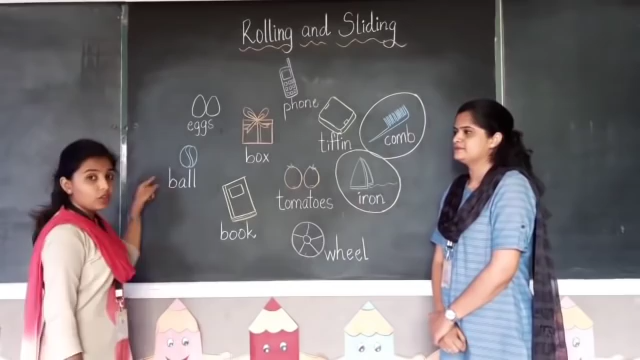 Rolling and Sliding
phone
eggs
box
tiffin
comb
ball
tomatoes
iron
book
wheel